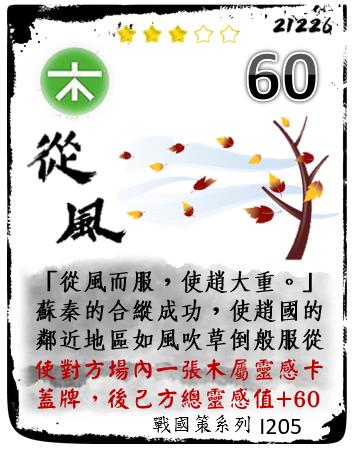 21226
木
60
從
風
「從風而服，使趙大重。」
蘇秦的合縱成功，使趙國的
鄰近地區如風吹草倒般服從
使對方場內一張木屬靈感卡
蓋牌，後己方總靈感值+60
戰國策系列 I205